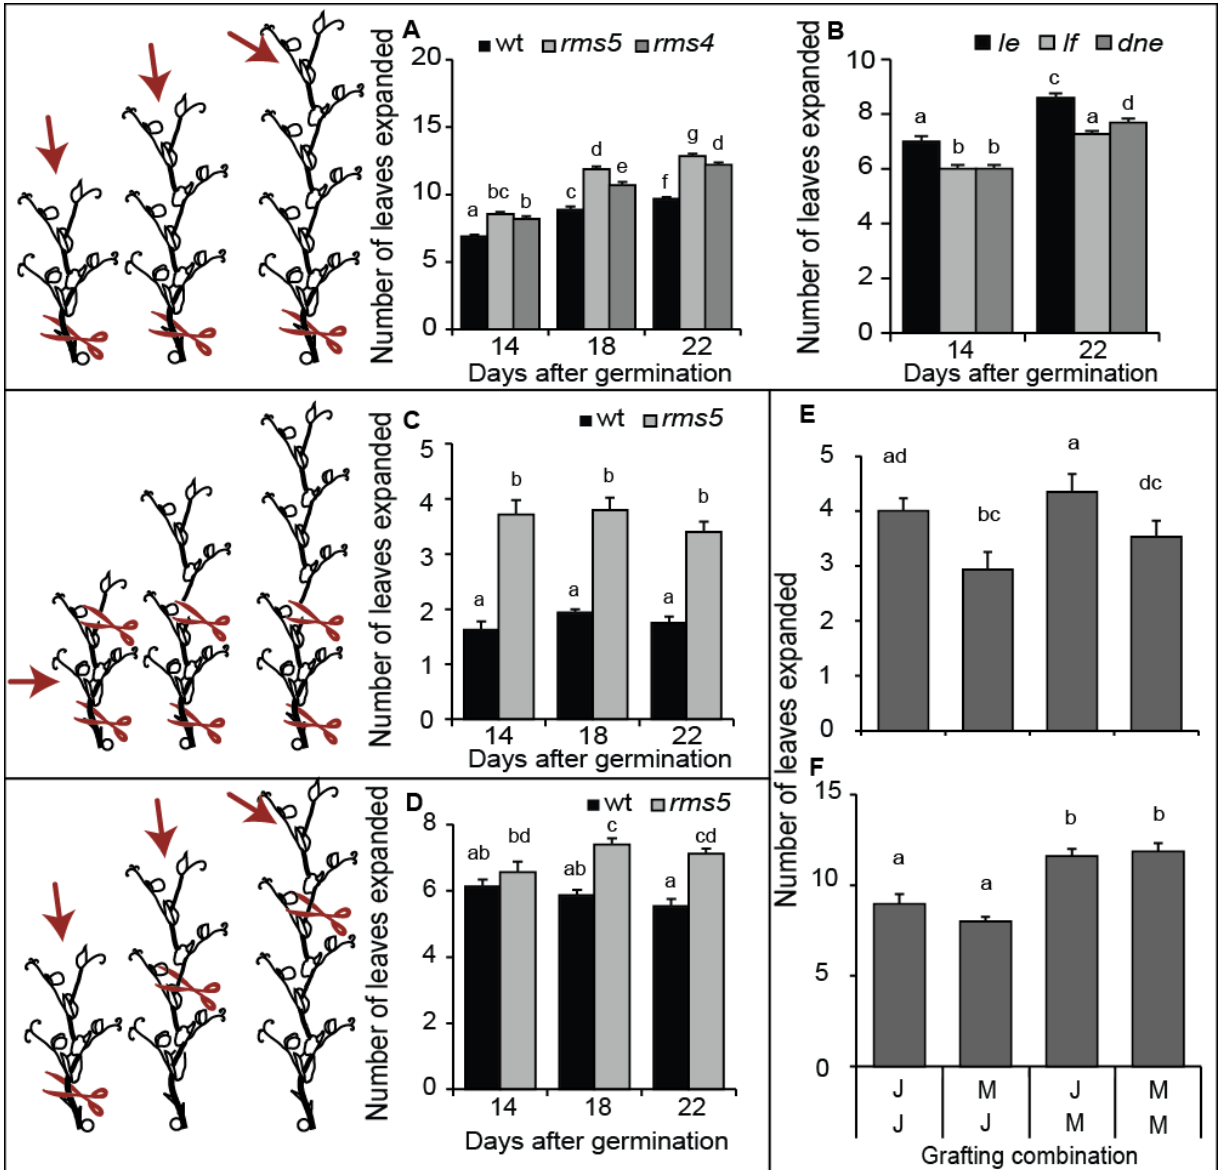 A
wt rms5 rms4
Number of leaves expanded
20
15
10
5
0
a bc b
c d e
f g d
14 18 22
Days after germination
B
le lf dne
Number of leaves expanded
10
8
6
4
2
0
a b b
c a d
14 22
Days after germination
C
wt rms5
Number of leaves expanded
5
4
3
2
1
0
a b
a b
a b
14 18 22
Days after germination
D
wt rms5
Number of leaves expanded
8
6
4
2
0
ab bd
ab c
a cd
14 18 22
Days after germination
E
Number of leaves expanded
5
4
3
2
1
0
ad bc a dc
F
15
10
5
0
a a b b
J M J M
J J M M
Grafting combination